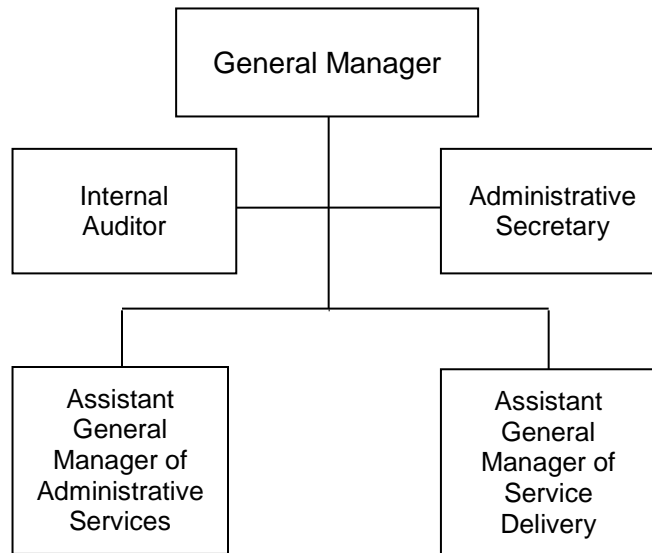 General Manager
Internal
Auditor
Administrative
Secretary
Assistant
General
Manager of
Administrative
Services
Assistant
General
Manager of
Service
Delivery